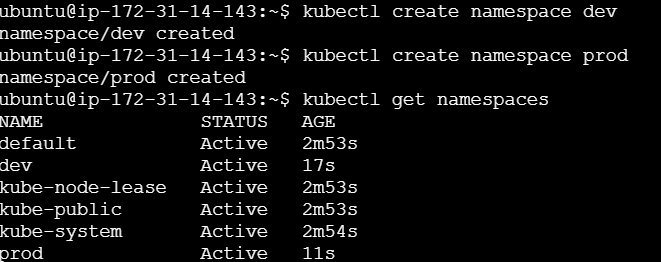 ubuntu@ip-172-31-14-143:~$ kubectl create namespace dev
namespace/dev created
ubuntu@ip-172-31-14-143:~$ kubectl create namespace prod
namespace/prod created
ubuntu@ip-172-31-14-143:~$ kubectl get namespaces
NAME              STATUS   AGE
default           Active   2m53s
dev               Active   17s
kube-node-lease   Active   2m53s
kube-public       Active   2m53s
kube-system       Active   2m54s
prod              Active   11s